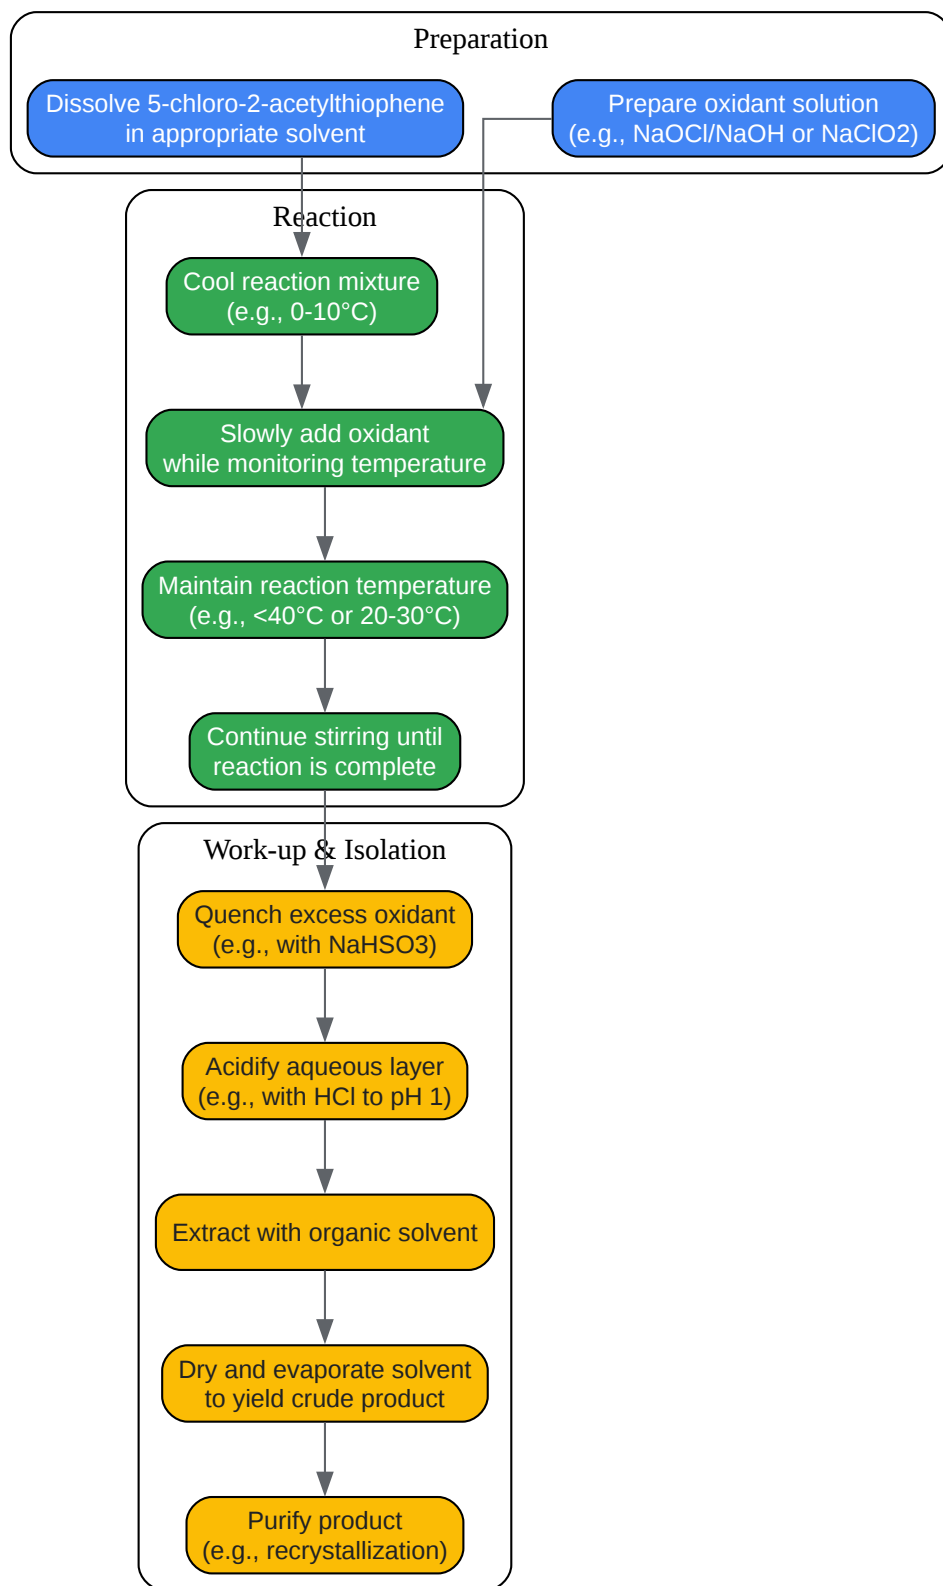 Preparation
Dissolve 5-chloro-2-acetylthiophene
in appropriate solvent
Prepare oxidant solution
(e.g., NaOCl/NaOH or NaClO2)
Reaction
Cool reaction mixture
(e.g., 0-10°C)
Slowly add oxidant
while monitoring temperature
Maintain reaction temperature
(e.g., <40°C or 20-30°C)
Continue stirring until
reaction is complete
Work-up & Isolation
Quench excess oxidant
(e.g., with NaHSO3)
Acidify aqueous layer
(e.g., with HCl to pH 1)
Extract with organic solvent
Dry and evaporate solvent
to yield crude product
Purify product
(e.g., recrystallization)